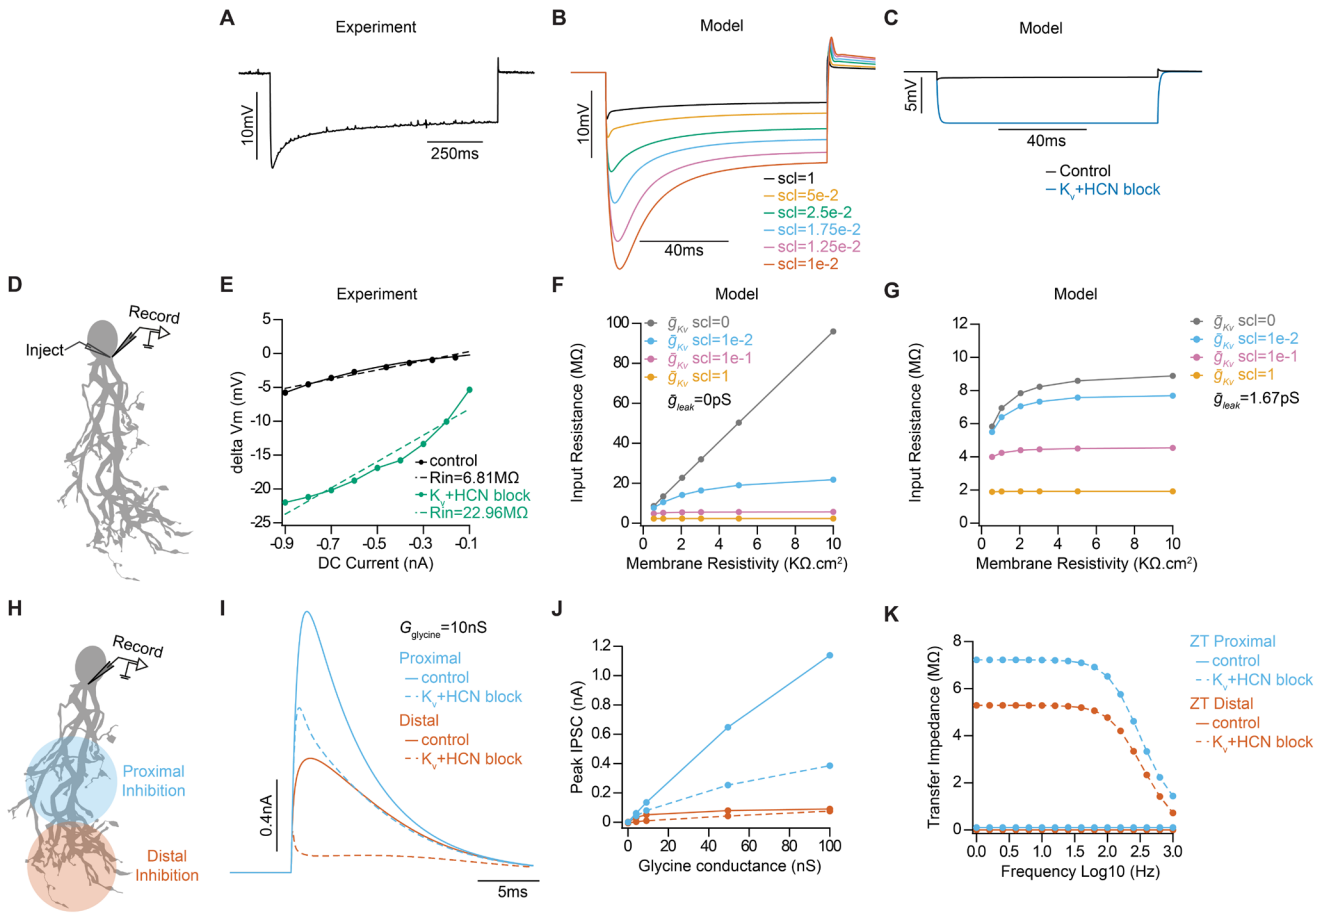 A
Experiment
10mV
250ms
B
Model
10mV
40ms
scl=1
scl=5e-2
scl=2.5e-2
scl=1.75e-2
scl=1.25e-2
scl=1e-2
C
Model
5mV
40ms
Control
Kv+HCN block
D
Record
Inject
E
Experiment
5
0
-5
-10
-15
-20
-25
delta Vm (mV)
control
Rin=6.81MΩ
Kv+HCN block
Rin=22.96MΩ
-0.9
-0.7
-0.5
-0.3
-0.1
DC Current (nA)
F
Model
100
80
60
40
20
0
Input Resistance (MΩ)
ḡKv scl=0
ḡKv scl=1e-2
ḡKv scl=1e-1
ḡKv scl=1
ḡleak=0pS
0
2
4
6
8
10
Membrane Resistivity (KΩ.cm²)
G
Model
12
10
8
6
4
2
0
Input Resistance (MΩ)
ḡKv scl=0
ḡKv scl=1e-2
ḡKv scl=1e-1
ḡKv scl=1
ḡleak=1.67pS
0
2
4
6
8
10
Membrane Resistivity (KΩ.cm²)
H
Record
Proximal
Inhibition
Distal
Inhibition
I
Gglycine=10nS
Proximal
control
Kv+HCN block
Distal
control
Kv+HCN block
0.4nA
5ms
J
1.2
1.0
0.8
0.6
0.4
0.2
0
Peak IPSC (nA)
0
20
40
60
80
100
Glycine conductance (nS)
K
8
6
4
2
0
Transfer Impedance (MΩ)
ZT Proximal
control
Kv+HCN block
ZT Distal
control
Kv+HCN block
0.0
0.5
1.0
1.5
2.0
2.5
3.0
Frequency Log10 (Hz)